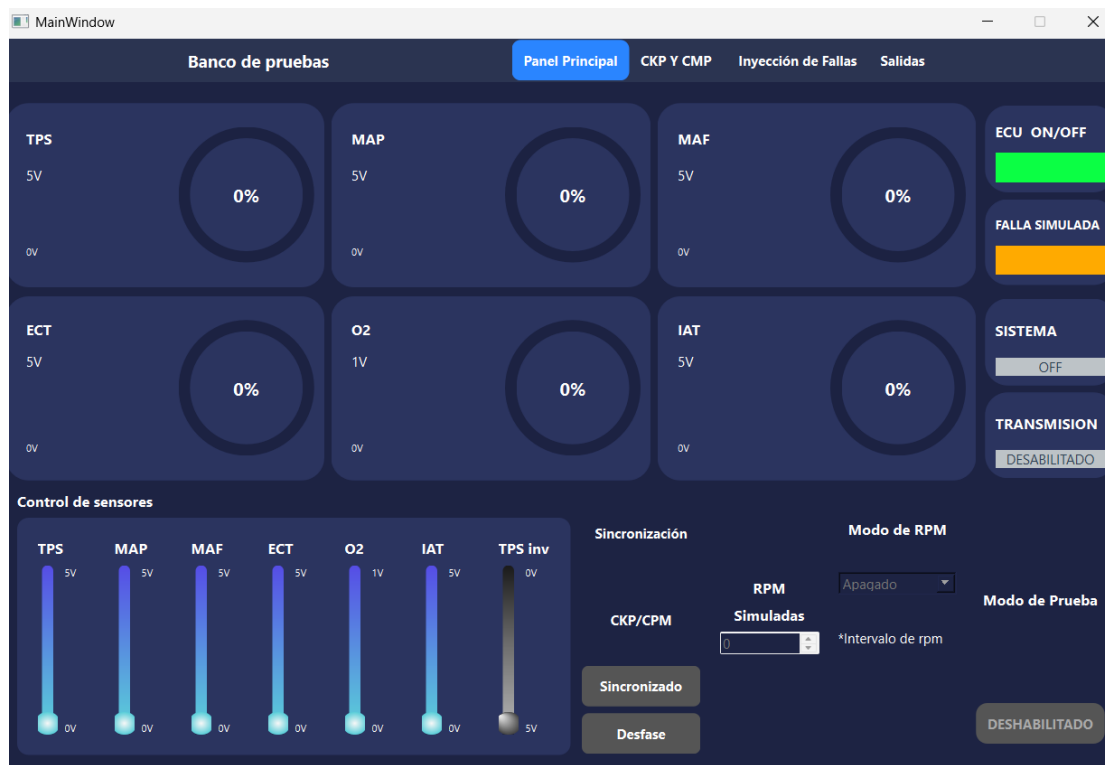 MainWindow
Banco de pruebas
Panel Principal
CKP Y CMP
Inyección de Fallas
Salidas
TPS
5V
0%
0V
MAP
5V
0%
0V
MAF
5V
0%
0V
ECU ON/OFF
FALLA SIMULADA
ECT
5V
0%
0V
O2
1V
0%
0V
IAT
5V
0%
0V
SISTEMA
OFF
TRANSMISION
DESABILITADO
Control de sensores
TPS
5V
0V
MAP
5V
0V
MAF
5V
0V
ECT
5V
0V
O2
1V
0V
IAT
5V
0V
TPS inv
0V
5V
Sincronización
CKP/CPM
Sincronizado
Desfase
RPM
Simuladas
0
Modo de RPM
Apagado
*Intervalo de rpm
Modo de Prueba
DESHABILITADO